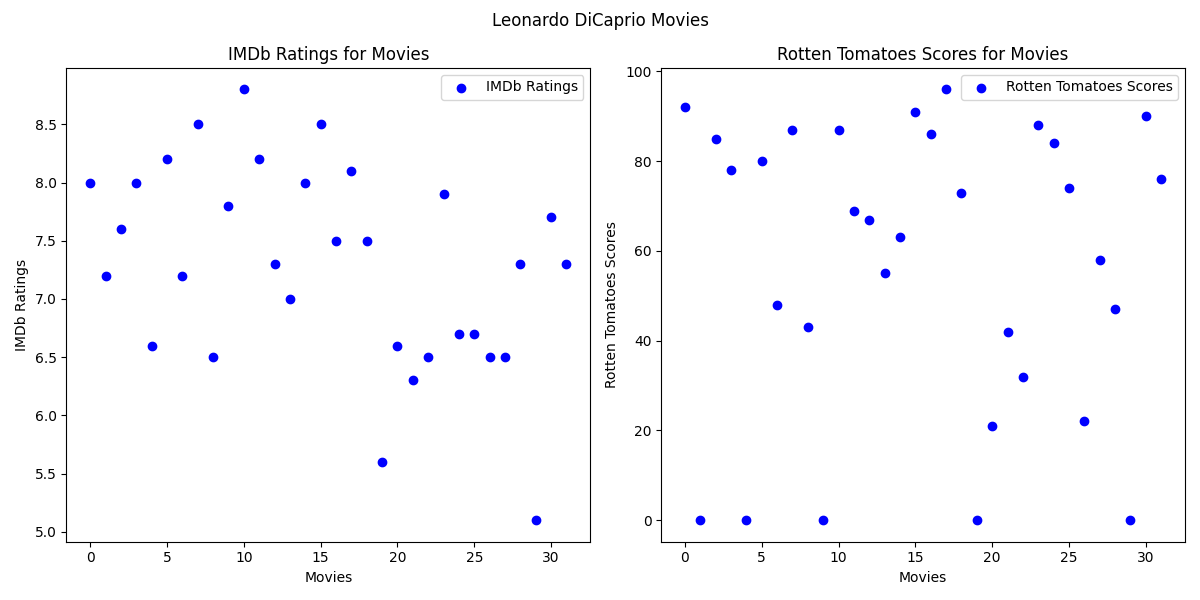 Leonardo DiCaprio Movies
IMDb Ratings for Movies
IMDb Ratings
8.5
8.0
7.5
7.0
6.5
6.0
5.5
5.0
IMDb Ratings
0 5 10 15 20 25 30
Movies
Rotten Tomatoes Scores for Movies
Rotten Tomatoes Scores
100
80
60
40
20
0
Rotten Tomatoes Scores
0 5 10 15 20 25 30
Movies